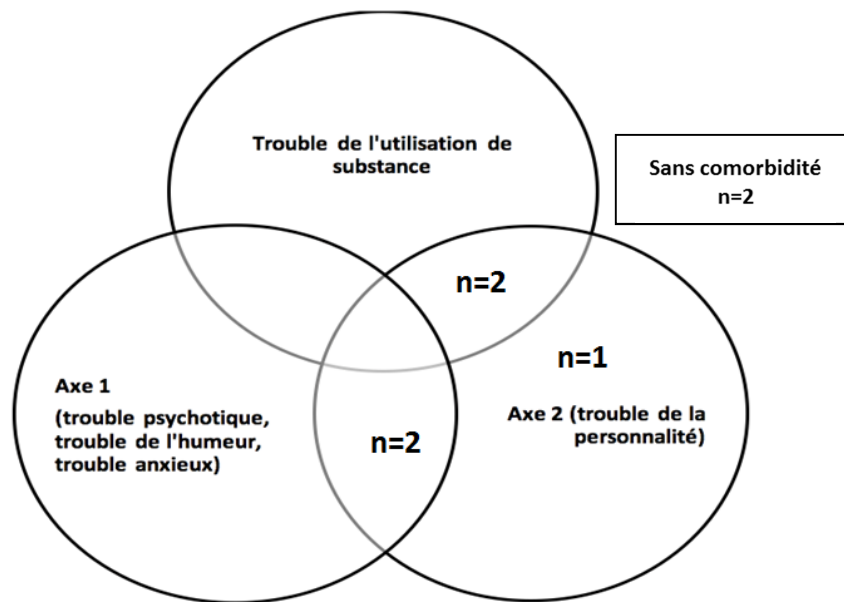 Trouble de l'utilisation de
substance
Sans comorbidité
n=2
n=2
n=1
Axe 1
(trouble psychotique,
trouble de l'humeur,
trouble anxieux)
n=2
Axe 2 (trouble de la
personnalité)